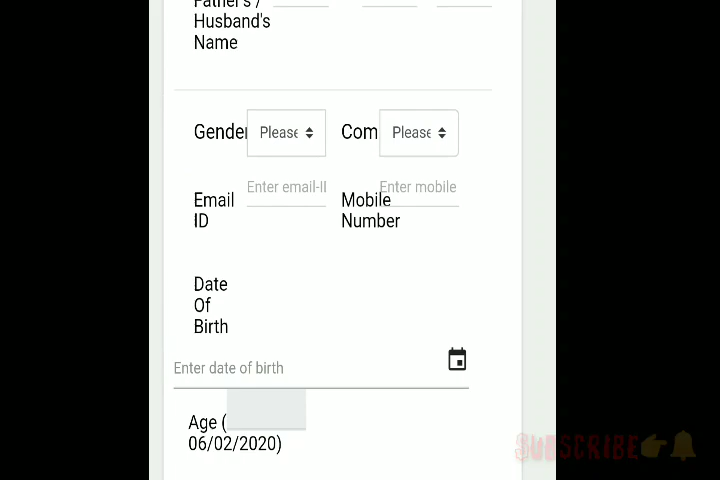 Father's /
Husband's
Name
Gender Please Com Please
Enter email-I Enter mobile
Email Mobile
ID Number
Date
Of
Birth
Enter date of birth
Age (
06/02/2020)
SUBSCRIBE